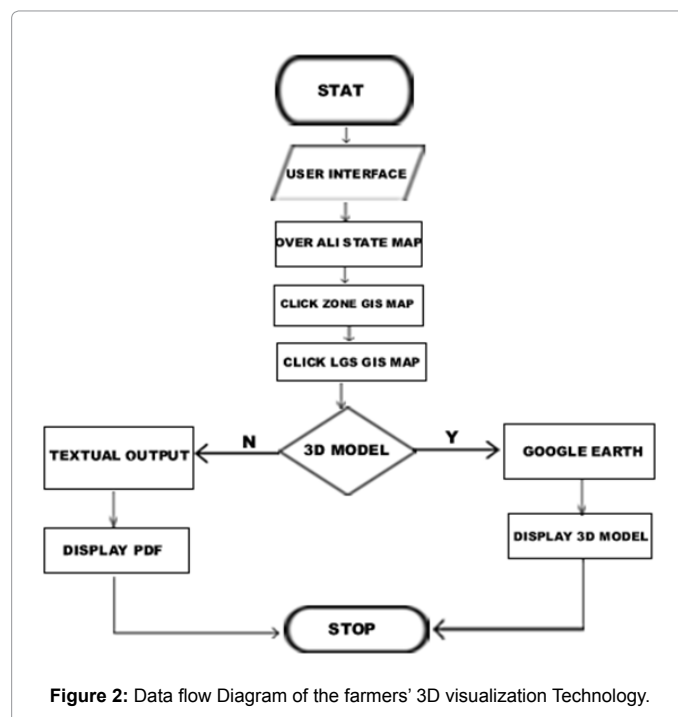 STAT
USER INTERFACE
OVER ALI STATE MAP
CLICK ZONE GIS MAP
CLICK LGS GIS MAP
3D MODEL
N
Y
TEXTUAL OUTPUT
GOOGLE EARTH
DISPLAY PDF
DISPLAY 3D MODEL
STOP
Figure 2: Data flow Diagram of the farmers’ 3D visualization Technology.